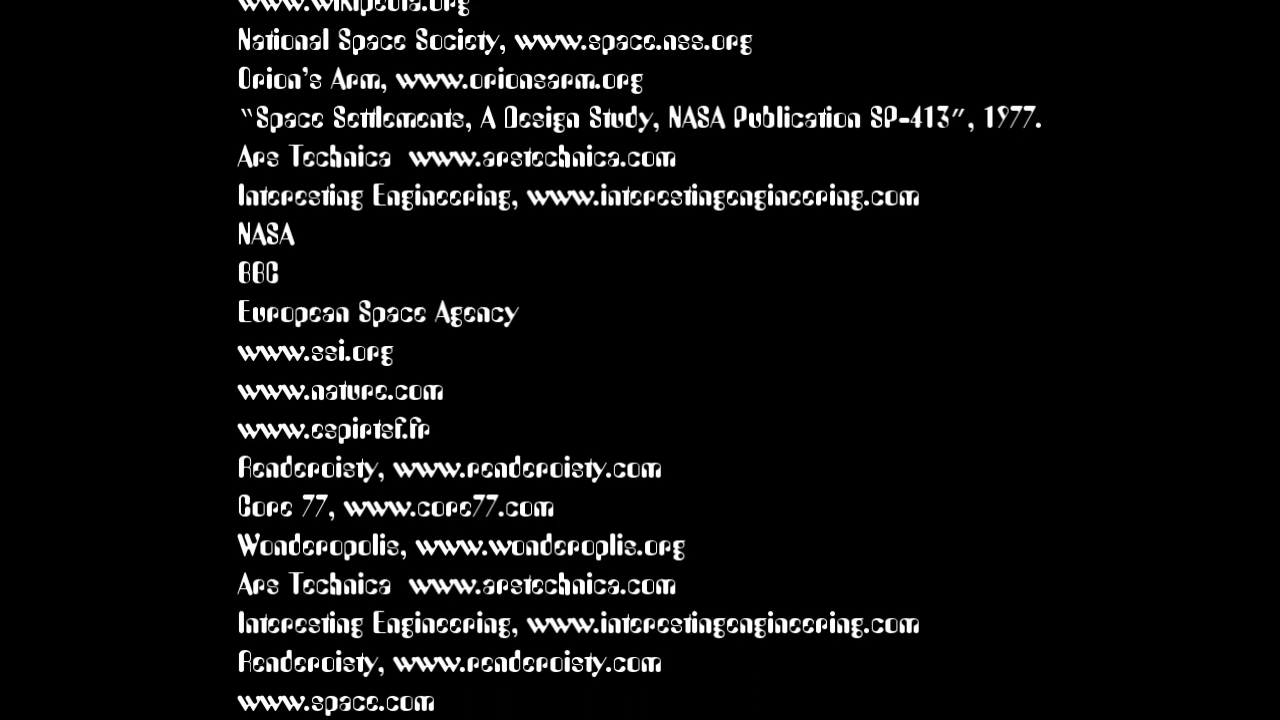 www.wikipedia.org
National Space Society, www.space.nss.org
Orion's Arm, www.orionsarm.org
“Space Settlements, A Design Study, NASA Publication SP-413”, 1977.
Ars Technica  www.arstechnica.com
Interesting Engineering, www.interestingengineering.com
NASA
BBC
European Space Agency
www.ssi.org
www.nature.com
www.espirtsf.fr
Renderoisty, www.renderoisty.com
Core 77, www.core77.com
Wonderopolis, www.wonderoplis.org
Ars Technica  www.arstechnica.com
Interesting Engineering, www.interestingengineering.com
Renderoisty, www.renderoisty.com
www.space.com